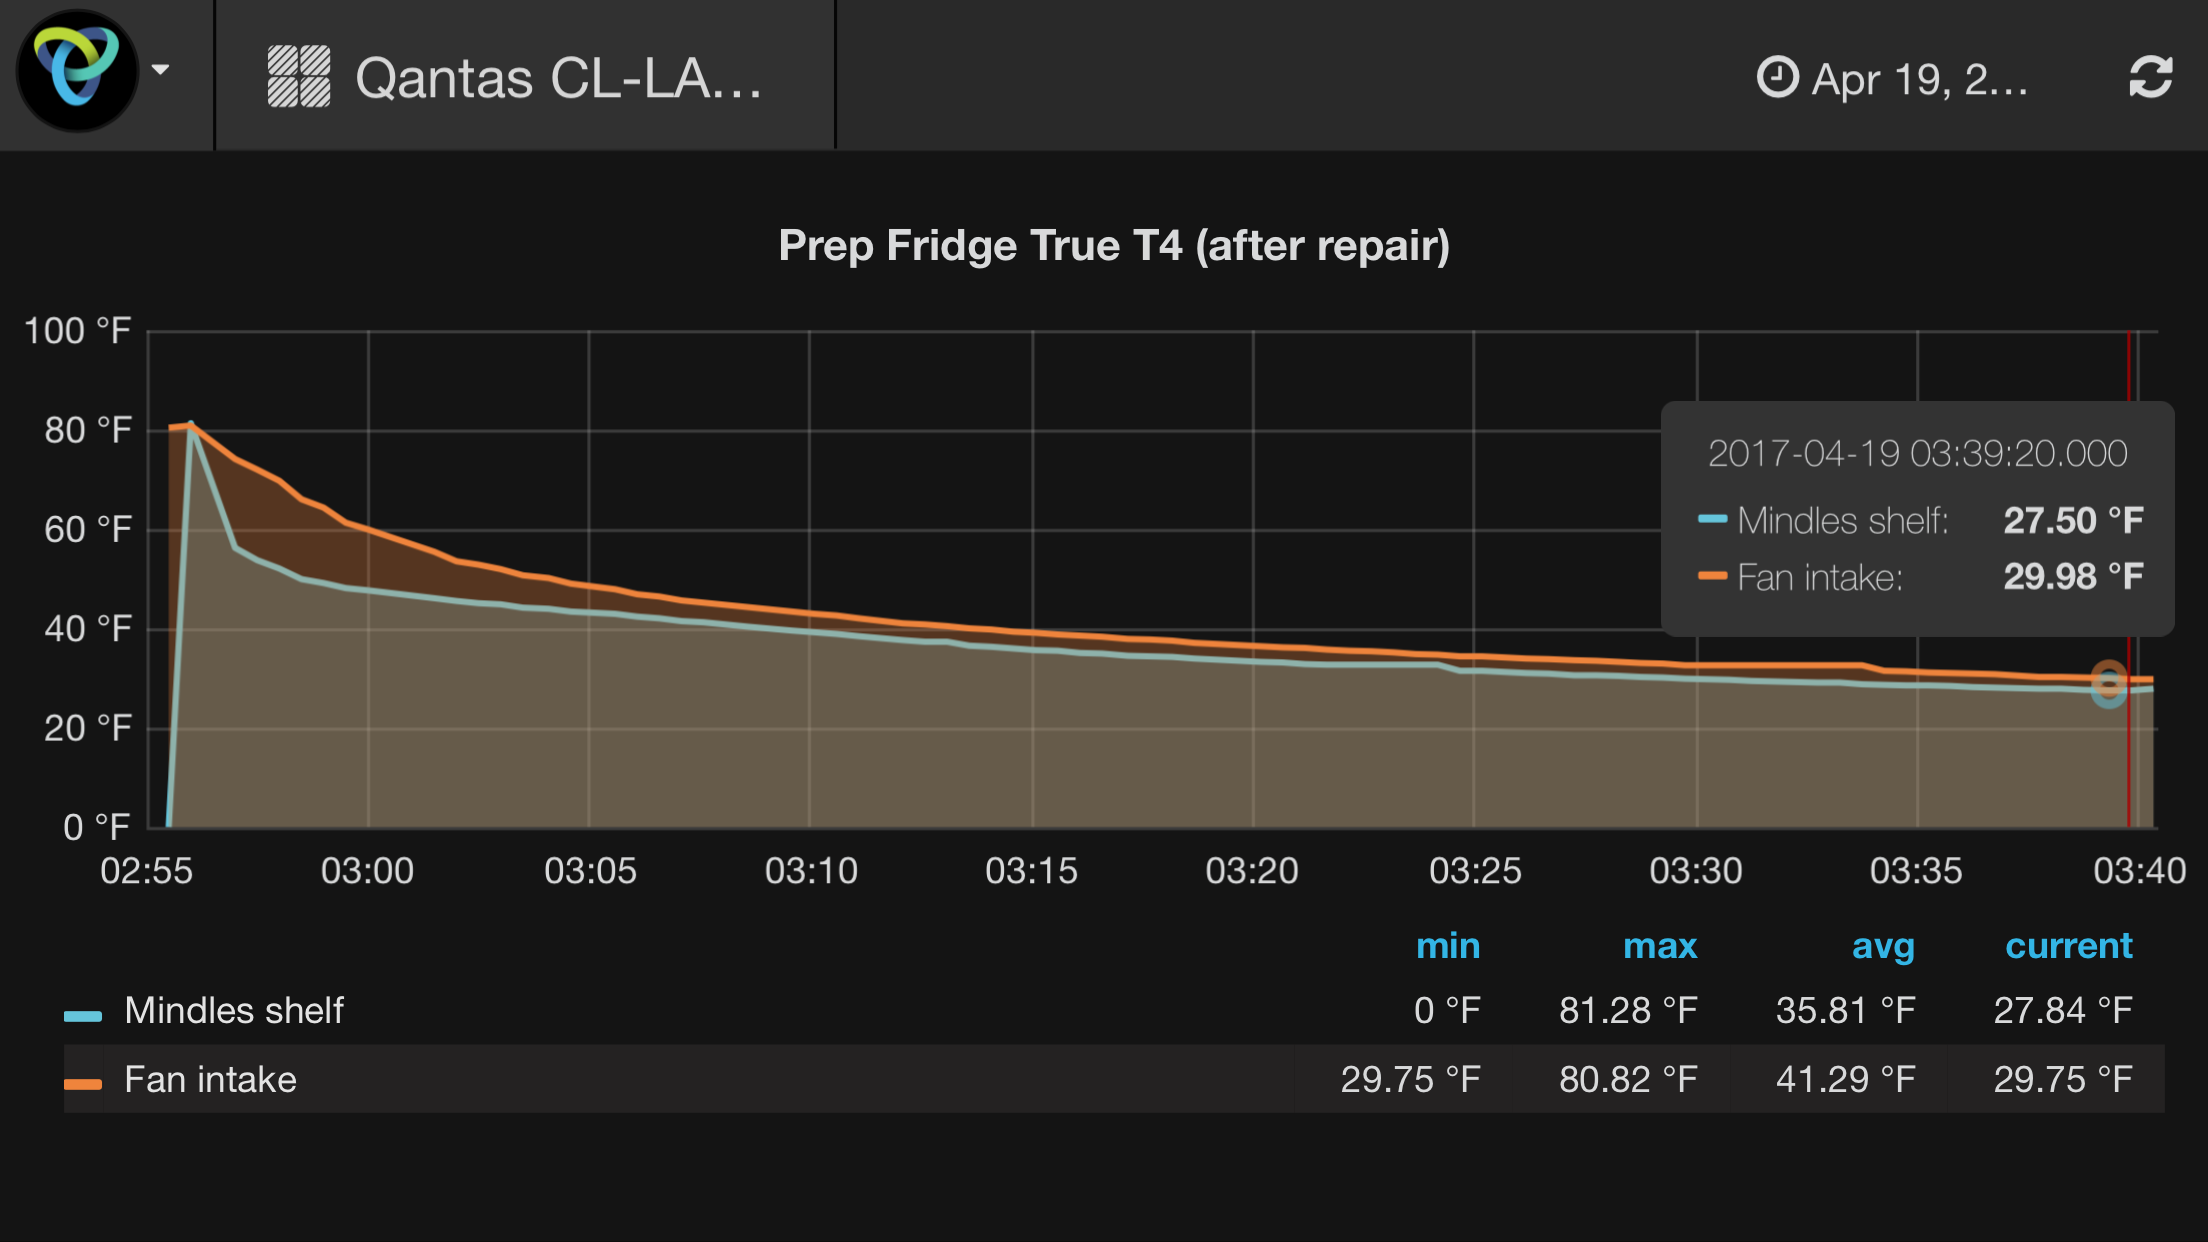 Qantas CL-LA...
Apr 19, 2...
Prep Fridge True T4 (after repair)
100 °F
80 °F
60 °F
40 °F
20 °F
0 °F
2017-04-19 03:39:20.000
Mindles shelf: 27.50 °F
Fan intake: 29.98 °F
02:55 03:00 03:05 03:10 03:15 03:20 03:25 03:30 03:35 03:40
min max avg current
Mindles shelf 0 °F 81.28 °F 35.81 °F 27.84 °F
Fan intake 29.75 °F 80.82 °F 41.29 °F 29.75 °F